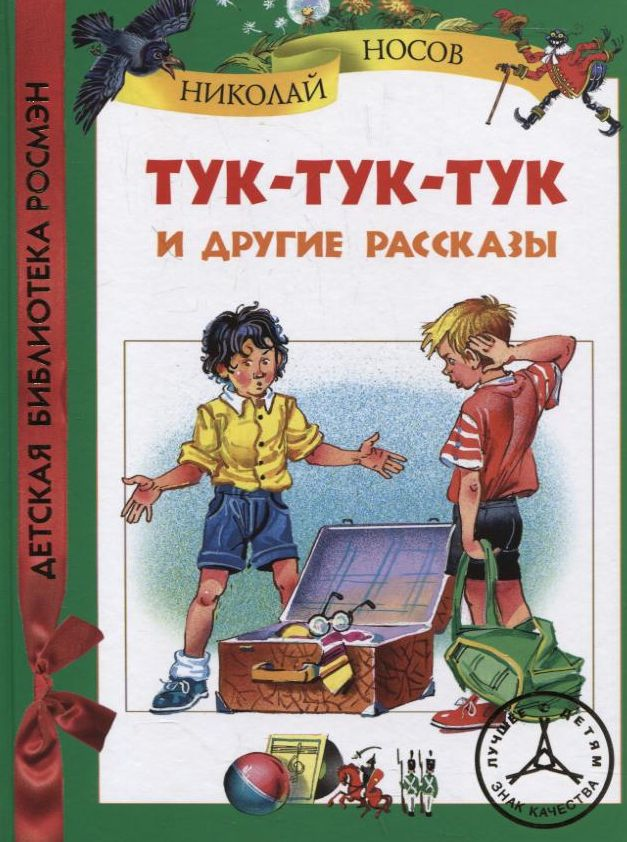 НИКОЛАЙ
НОСОВ
ТУК-ТУК-ТУК
И ДРУГИЕ РАССКАЗЫ
ДЕТСКАЯ БИБЛИОТЕКА РОСМЭН
ЛУЧШЕЕ ДЕТЯМ
ЗНАК КАЧЕСТВА